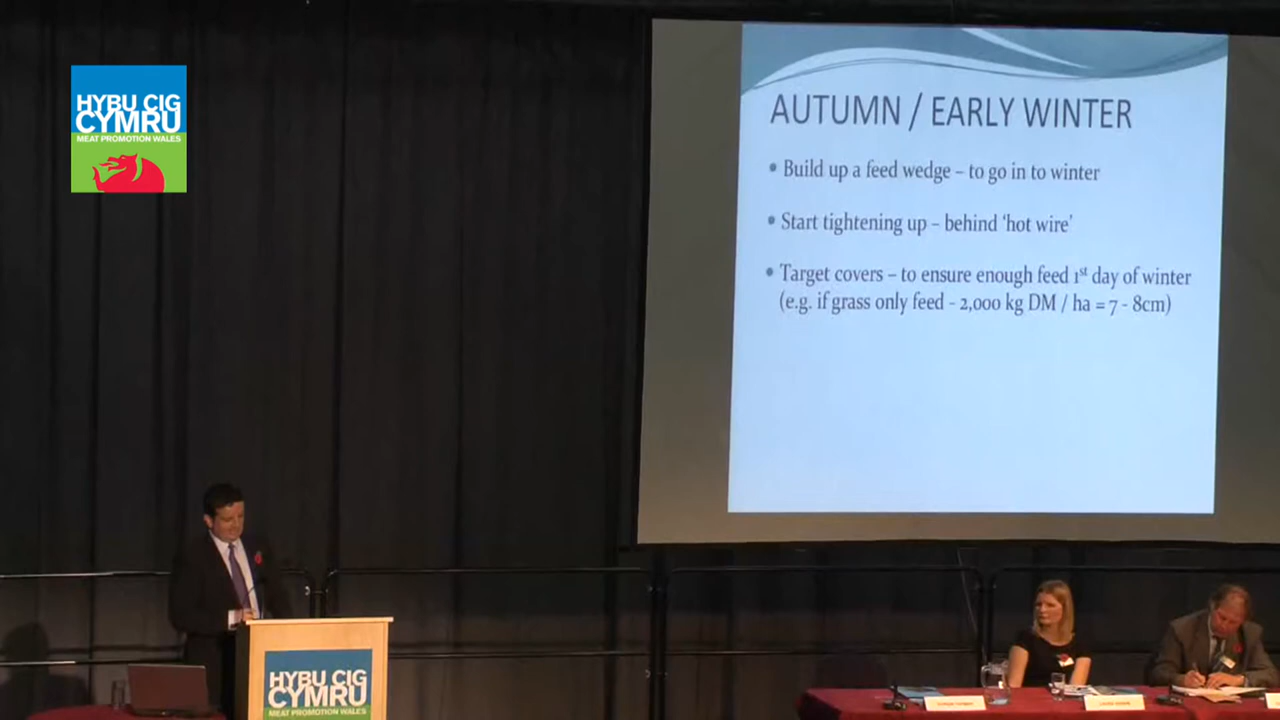 HYBU CIG
CYMRU
MEAT PROMOTION WALES
AUTUMN / EARLY WINTER
• Build up a feed wedge – to go in to winter
• Start tightening up – behind ‘hot wire’
• Target covers – to ensure enough feed 1st day of winter
(e.g. if grass only feed - 2,000 kg DM / ha = 7 - 8cm)
HYBU CIG
CYMRU
MEAT PROMOTION WALES